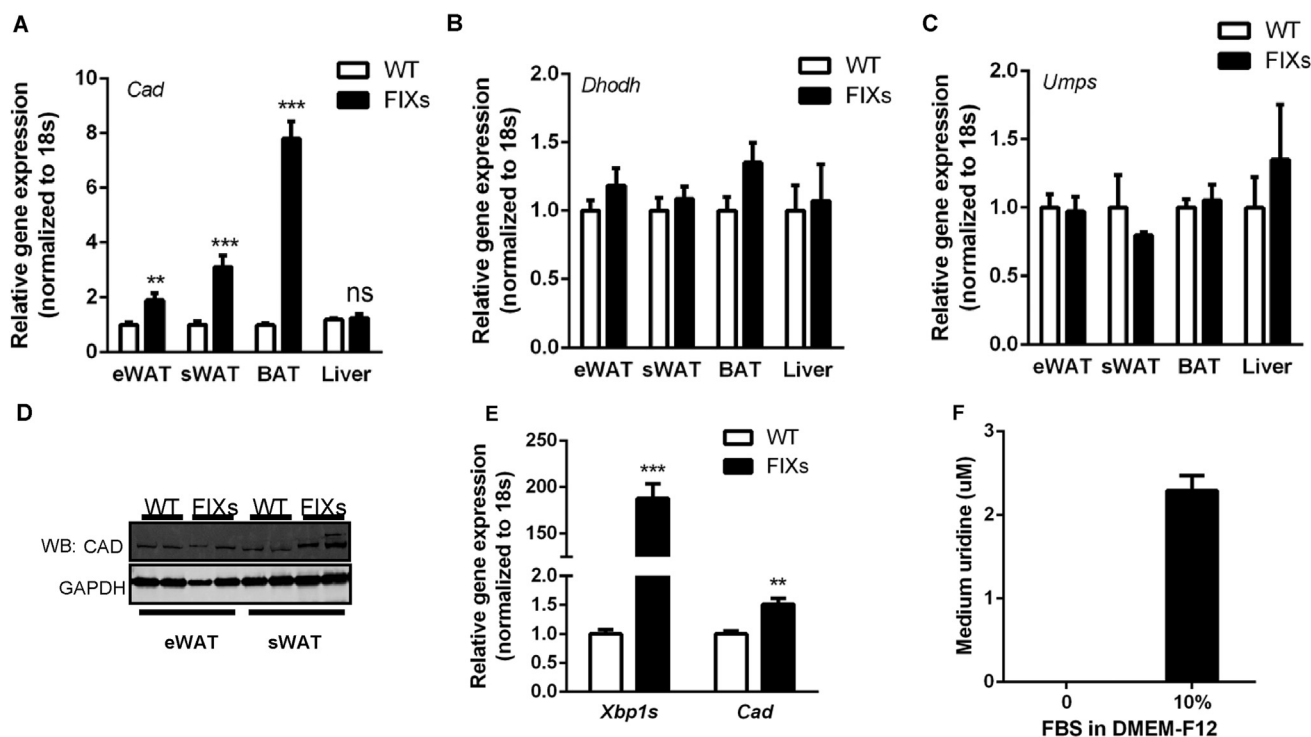 A
Relative gene expression
(normalized to 18s)
Cad
WT
FIXs
10
8
6
4
2
0
**
***
***
ns
eWAT sWAT BAT Liver
B
Relative gene expression
(normalized to 18s)
Dhodh
WT
FIXs
2.0
1.5
1.0
0.5
0.0
eWAT sWAT BAT Liver
C
Relative gene expression
(normalized to 18s)
Umps
WT
FIXs
2.0
1.5
1.0
0.5
0.0
eWAT sWAT BAT Liver
D
WT FIXs WT FIXs
WB: CAD
GAPDH
eWAT sWAT
E
Relative gene expression
(normalized to 18s)
WT
FIXs
250
200
150
2.0
1.5
1.0
0.5
0.0
***
**
Xbp1s Cad
F
Medium uridine (uM)
3
2
1
0
0 10%
FBS in DMEM-F12